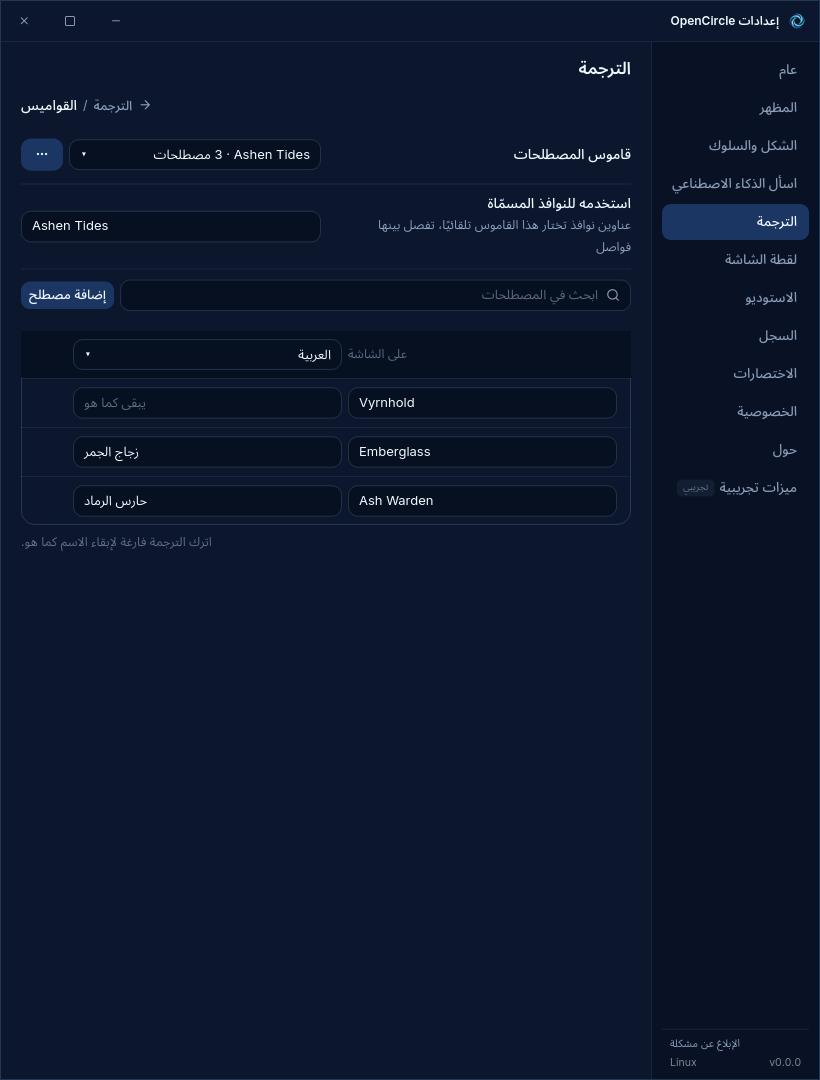 إعدادات OpenCircle
عام
المظهر
الشكل والسلوك
اسأل الذكاء الاصطناعي
الترجمة
لقطة الشاشة
الاستوديو
السجل
الاختصارات
الخصوصية
حول
ميزات تجريبية تجريبي
الإبلاغ عن مشكلة
v0.0.0 Linux
الترجمة
الترجمة / القواميس
قاموس المصطلحات
Ashen Tides · 3 مصطلحات
استخدمه للنوافذ المسمّاة
عناوين نوافذ تختار هذا القاموس تلقائيًا، تفصل بينها
فواصل
Ashen Tides
ابحث في المصطلحات
إضافة مصطلح
على الشاشة
العربية
Vyrnhold
يبقى كما هو
Emberglass
زجاج الجمر
Ash Warden
حارس الرماد
اترك الترجمة فارغة لإبقاء الاسم كما هو.